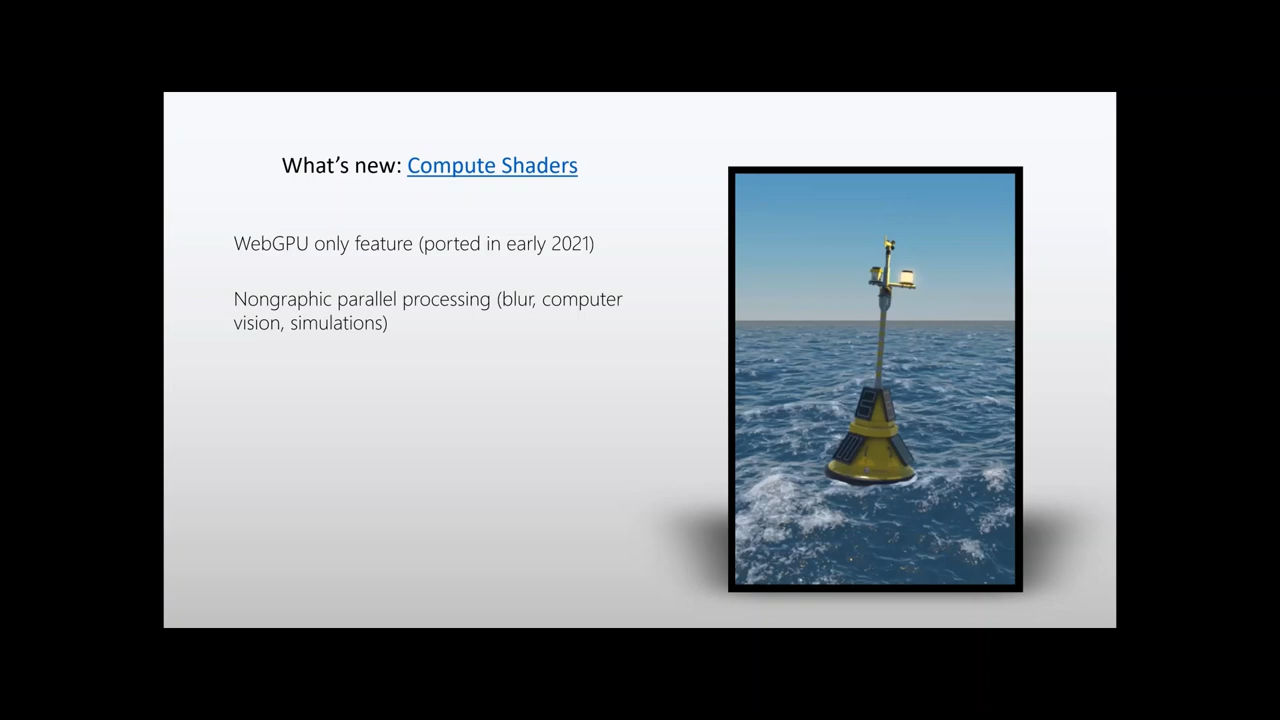 What’s new: Compute Shaders
WebGPU only feature (ported in early 2021)
Nongraphic parallel processing (blur, computer
vision, simulations)